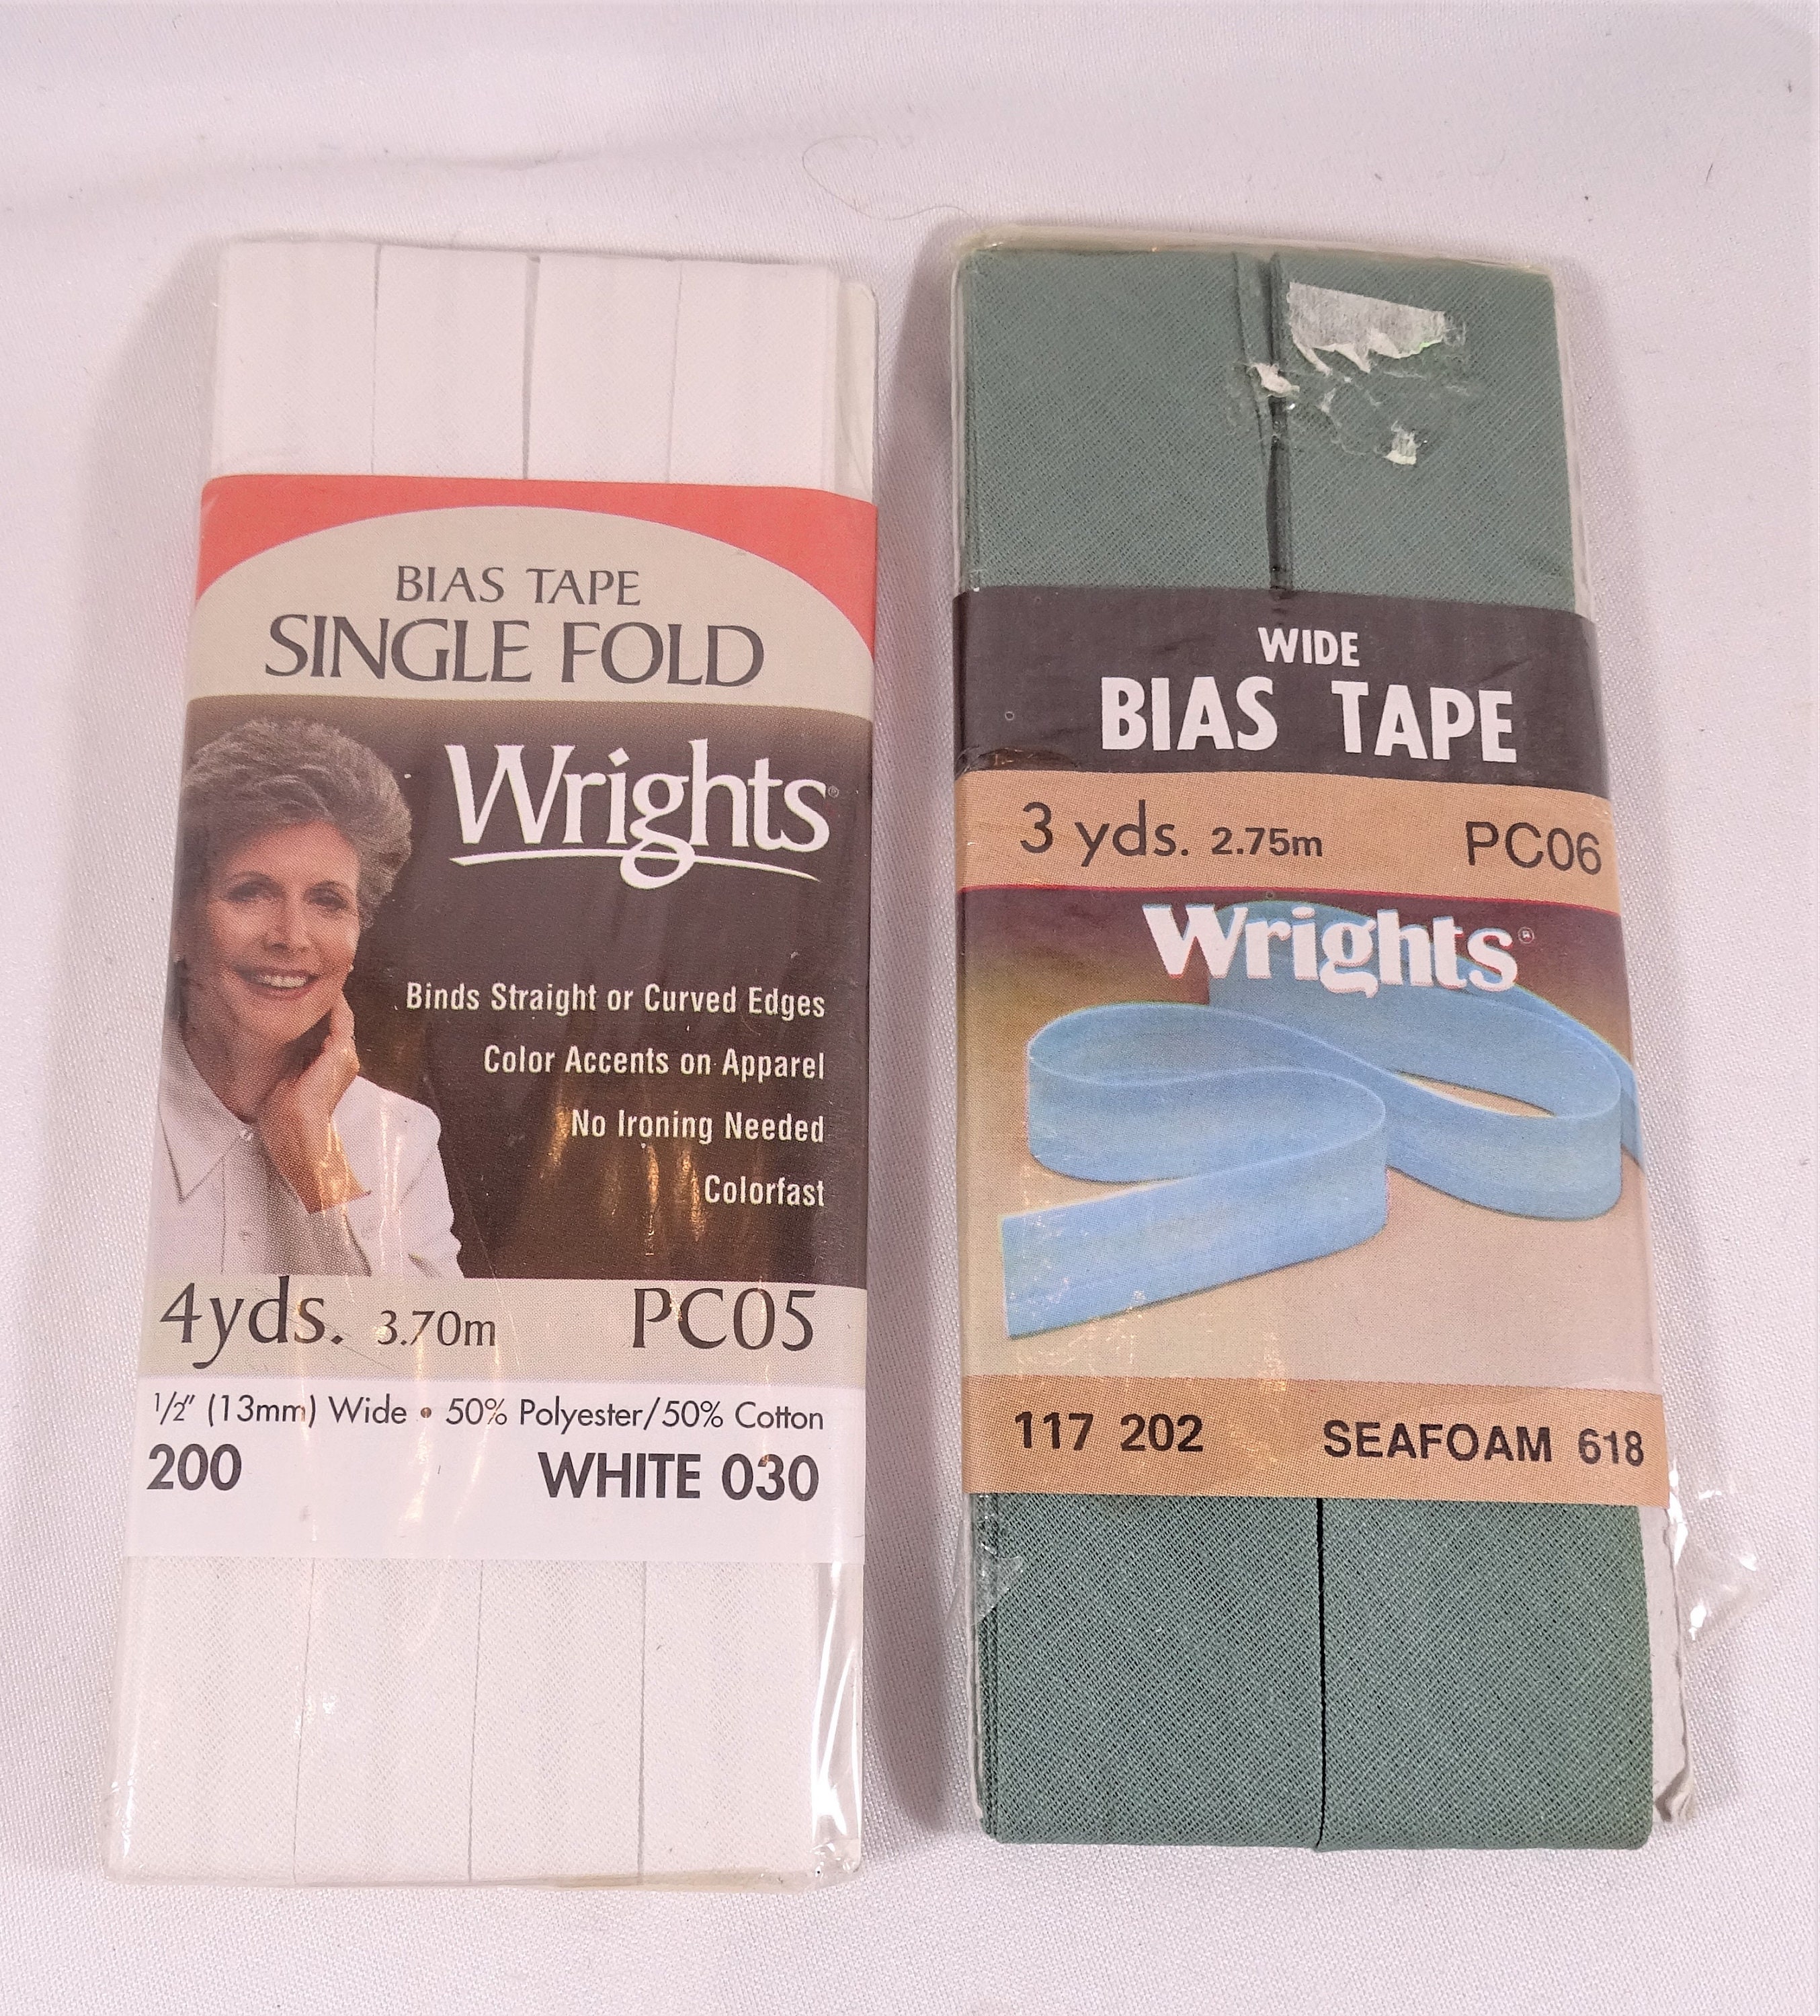 BIAS TAPE
SINGLE FOLD
Wrights®
Binds Straight or Curved Edges
Color Accents on Apparel
No Ironing Needed
Colorfast
4yds. 3.70m PC05
1/2" (13mm) Wide • 50% Polyester/50% Cotton
200 WHITE 030
WIDE
BIAS TAPE
3 yds. 2.75m PC06
Wrights®
117 202 SEAFOAM 618